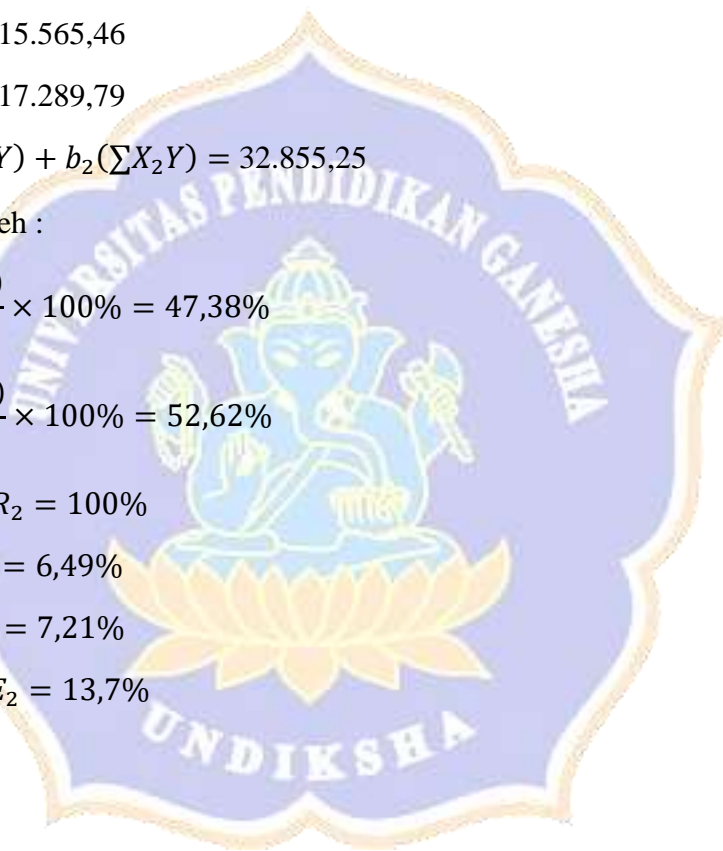 15.565,46
17.289,79
Y) + b₂(∑X₂Y) = 32.855,25
eh :
) × 100% = 47,38%
) × 100% = 52,62%
R₂ = 100%
= 6,49%
= 7,21%
E₂ = 13,7%
UNIVERSITAS PENDIDIKAN GANESHA
UNDIKSHA